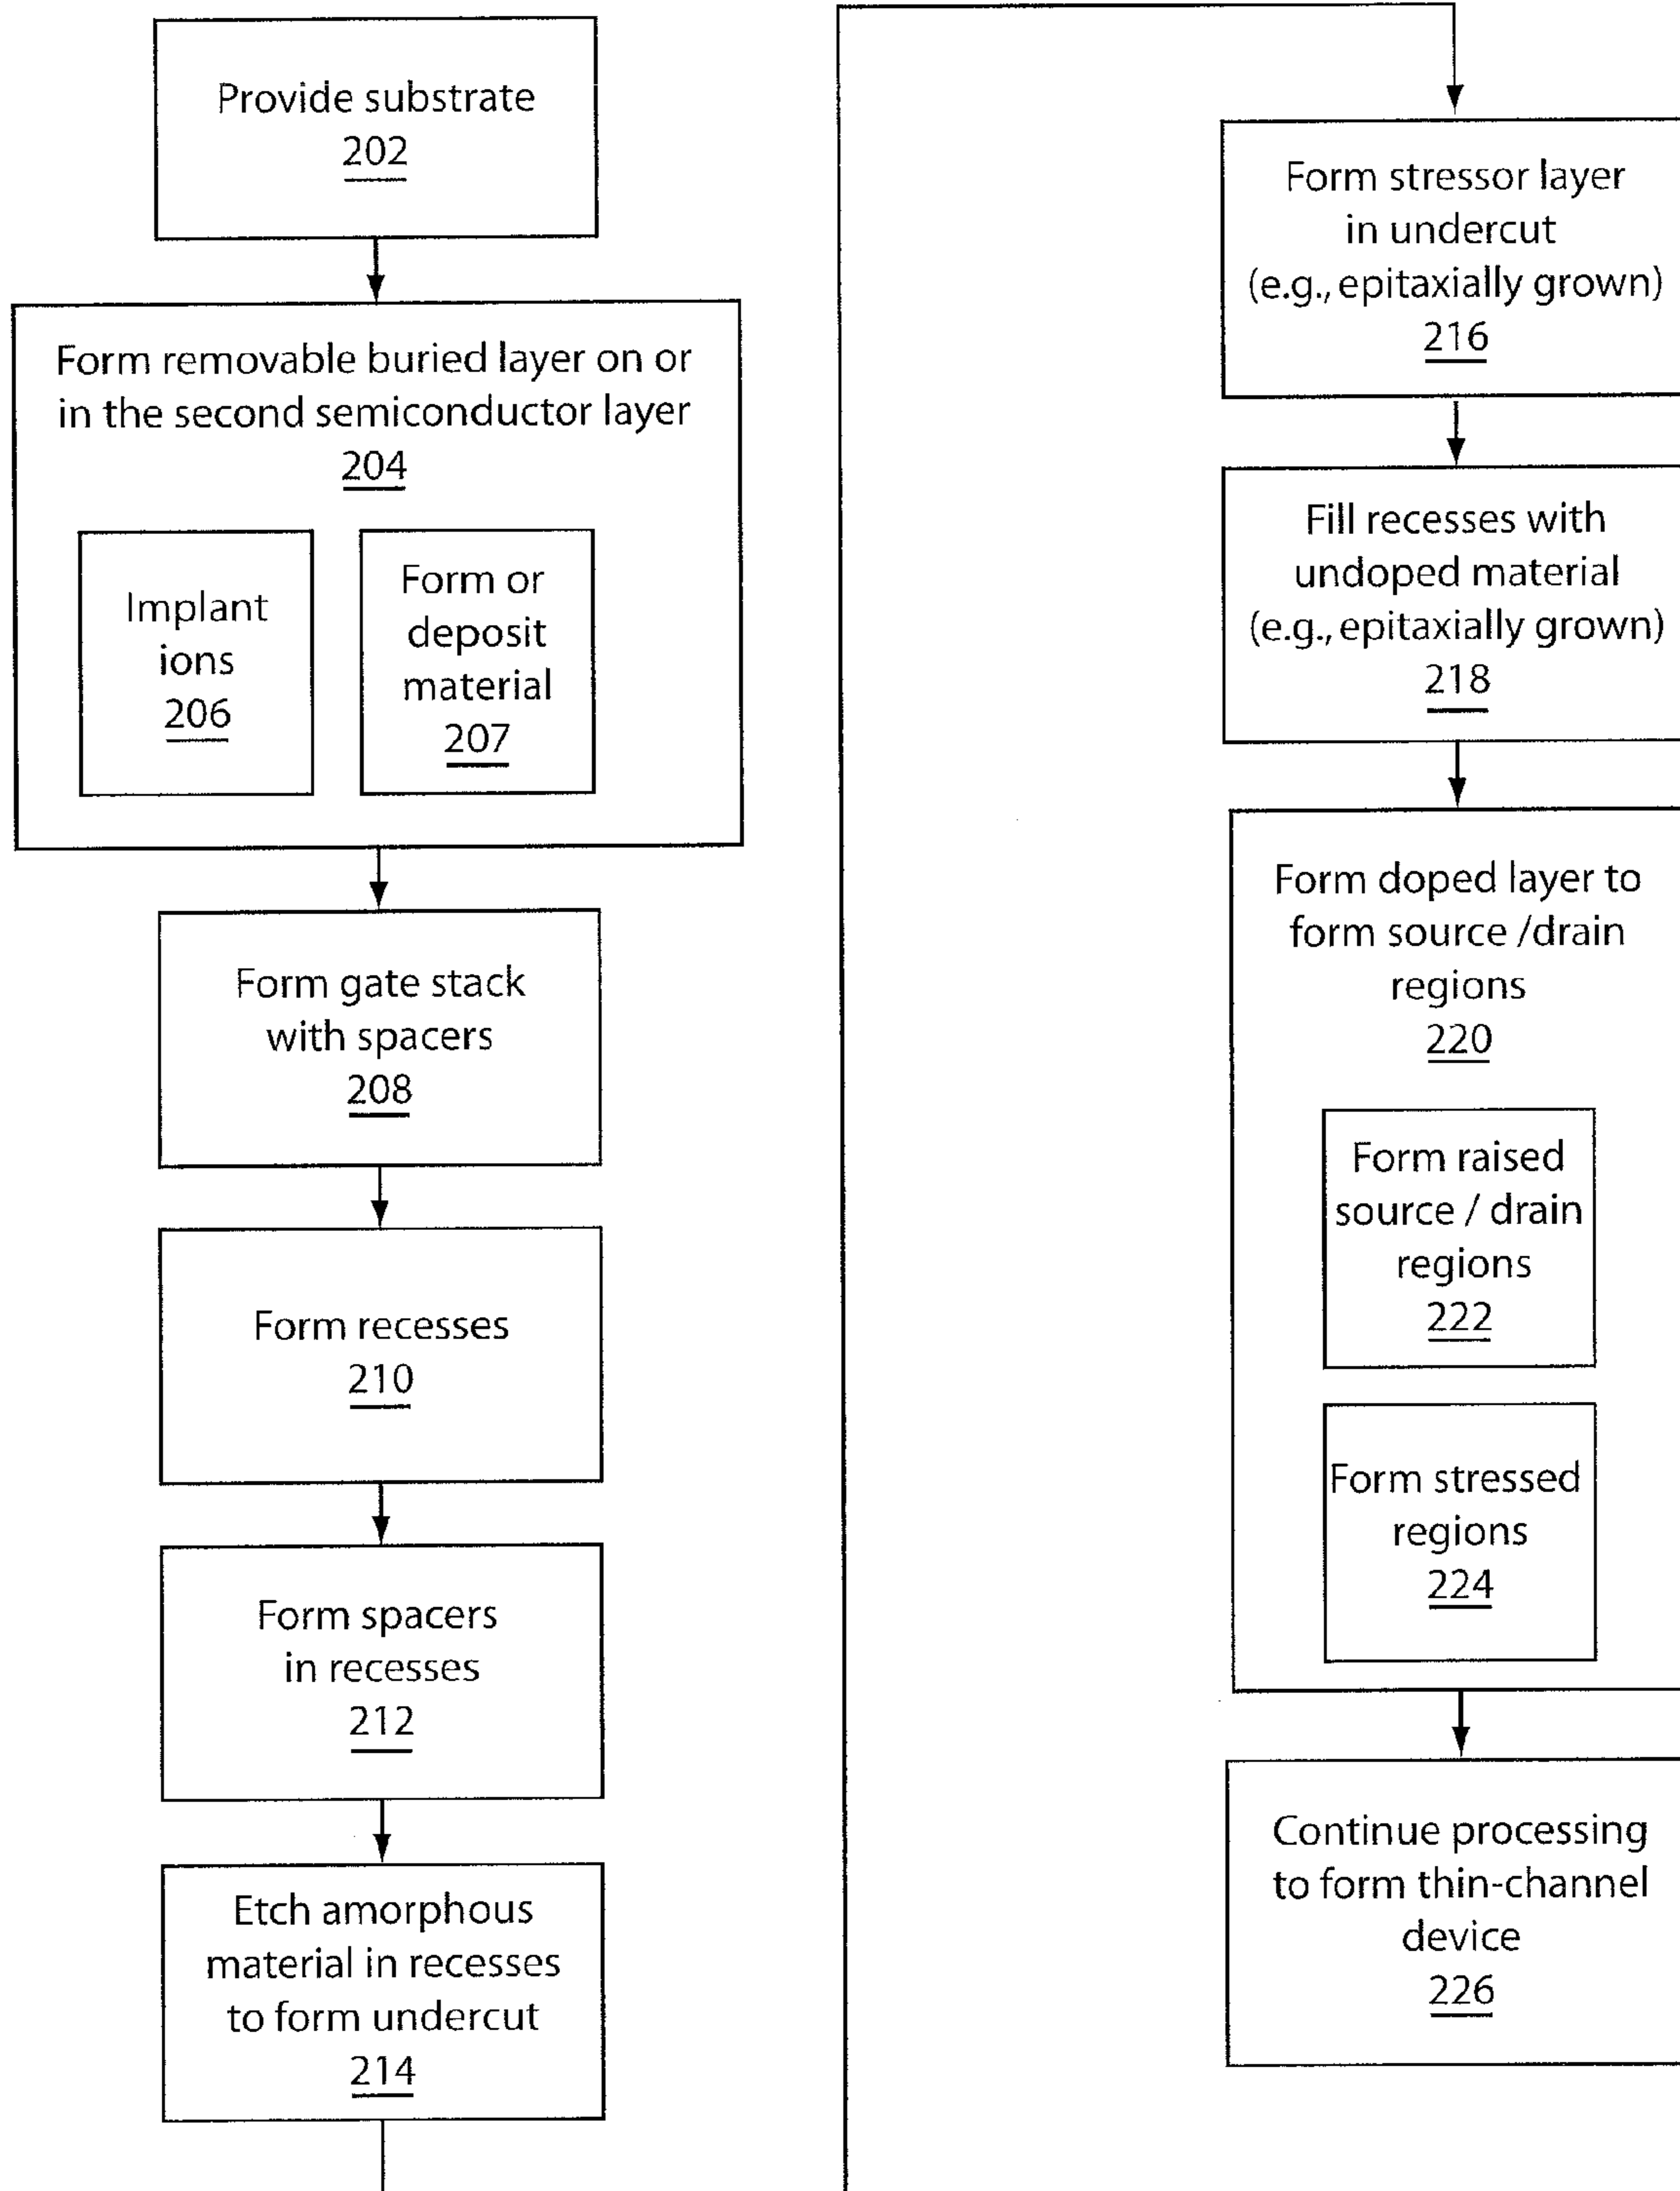 Provide substrate
202
Form removable buried layer on or
in the second semiconductor layer
204
Implant
ions
206
Form or
deposit
material
207
Form gate stack
with spacers
208
Form recesses
210
Form spacers
in recesses
212
Etch amorphous
material in recesses
to form undercut
214
Form stressor layer
in undercut
(e.g., epitaxially grown)
216
Fill recesses with
undoped material
(e.g., epitaxially grown)
218
Form doped layer to
form source /drain
regions
220
Form raised
source / drain
regions
222
Form stressed
regions
224
Continue processing
to form thin-channel
device
226